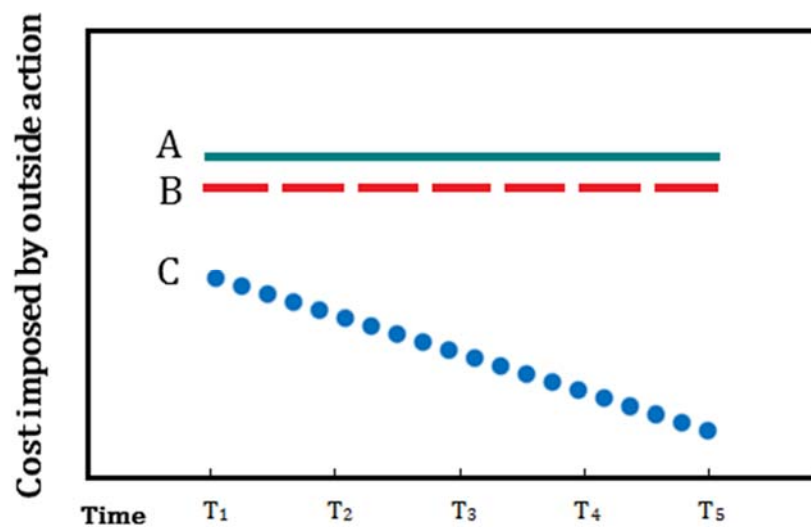 Cost imposed by outside action
A
B
C
Time T₁ T₂ T₃ T₄ T₅